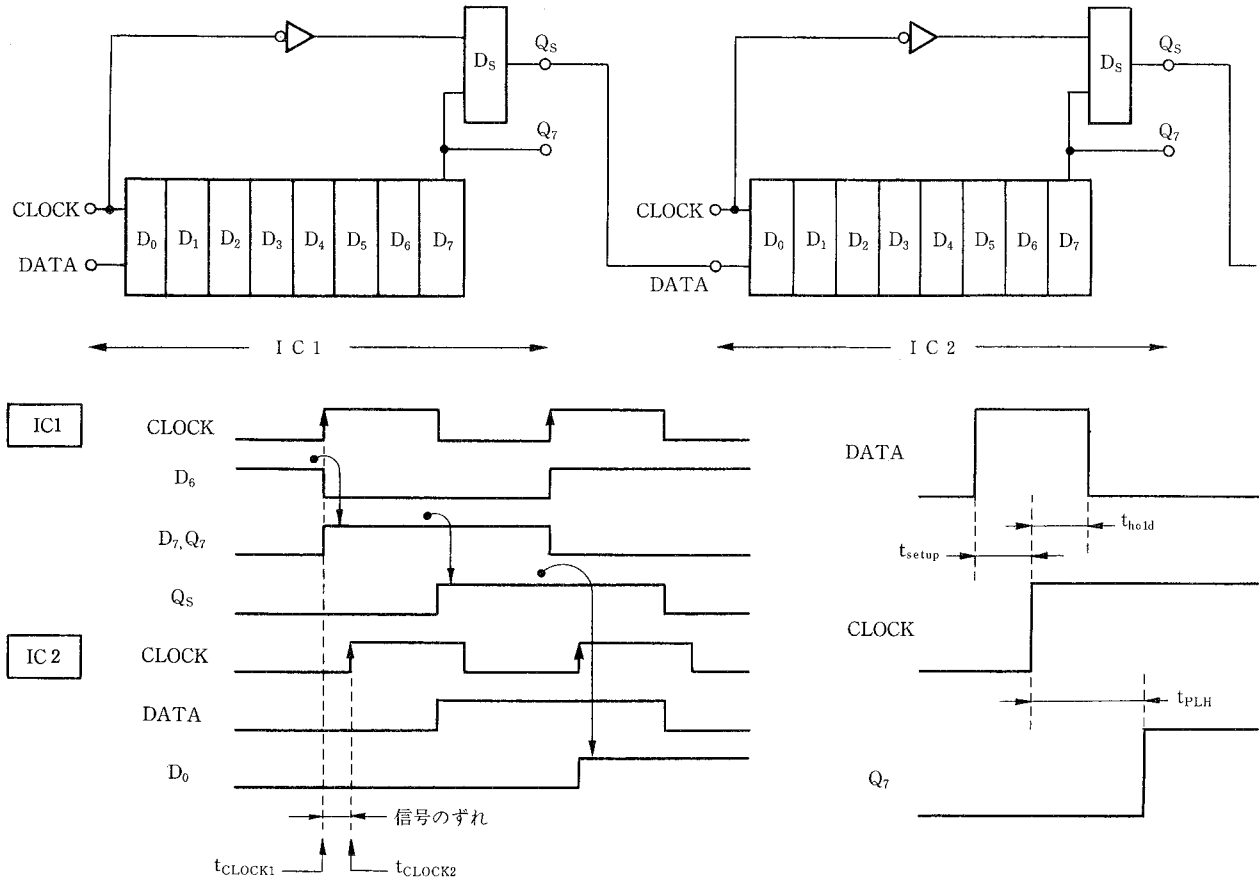 Q_S
D_S
Q_7
CLOCK
D_0 D_1 D_2 D_3 D_4 D_5 D_6 D_7
DATA
IC1
Q_S
D_S
Q_7
CLOCK
D_0 D_1 D_2 D_3 D_4 D_5 D_6 D_7
DATA
IC2
IC1
CLOCK
D_6
D_7,Q_7
Q_S
IC2
CLOCK
DATA
D_0
信号のずれ
t_CLOCK1
t_CLOCK2
DATA
t_hold
t_setup
CLOCK
t_PLH
Q_7